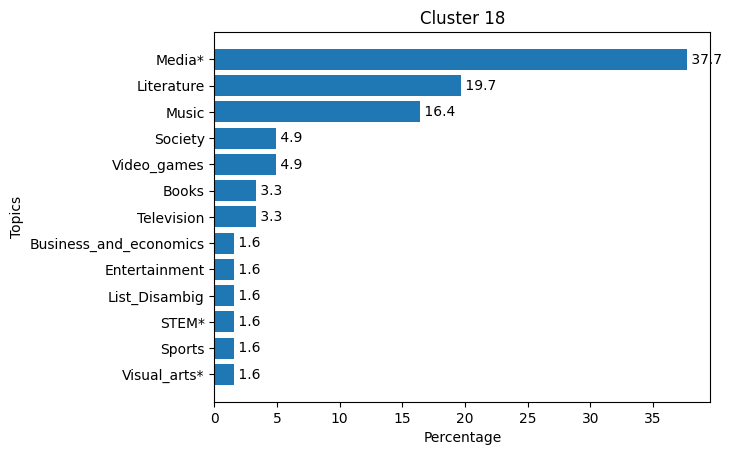 Cluster 18
Topics
Media* 37.7
Literature 19.7
Music 16.4
Society 4.9
Video_games 4.9
Books 3.3
Television 3.3
Business_and_economics 1.6
Entertainment 1.6
List_Disambig 1.6
STEM* 1.6
Sports 1.6
Visual_arts* 1.6
0 5 10 15 20 25 30 35
Percentage